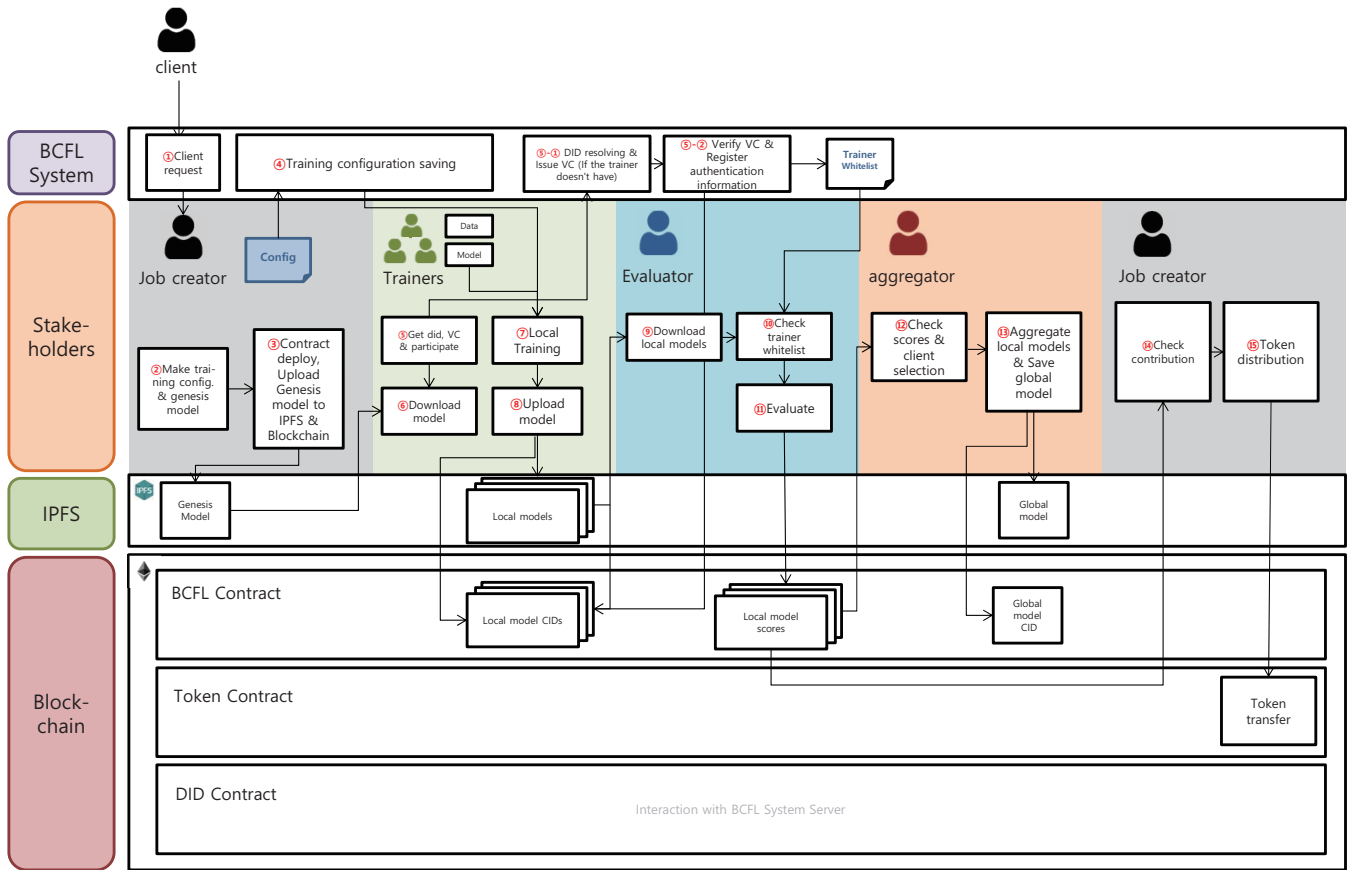 client
BCFL
System
①Client
request
④Training configuration saving
⑤-① DID resolving &
Issue VC (If the trainer
doesn't have)
⑤-② Verify VC &
Register
authentication
information
Trainer
Whitelist
Stake-
holders
Job creator
Config
②Make trai-
ning config.
& genesis
model
③Contract
deploy,
Upload
Genesis
model to
IPFS &
Blockchain
Trainers
Data
Model
⑤Get did, VC
& participate
⑥Download
model
⑦Local
Training
⑧Upload
model
Evaluator
⑨Download
local models
⑩Check
trainer
whitelist
⑪Evaluate
aggregator
⑫Check
scores &
client
selection
⑬Aggregate
local models
& Save
global
model
Job creator
⑭Check
contribution
⑮Token
distribution
IPFS
IPFS
Genesis
Model
Local models
Global
model
Block-
chain
BCFL Contract
Local model CIDs
Local model
scores
Global
model
CID
Token Contract
Token
transfer
DID Contract
Interaction with BCFL System Server